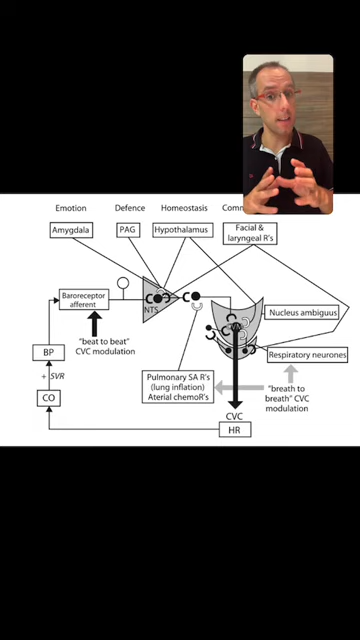 Emotion
Defence
Homeostasis
Amygdala
PAG
Hypothalamus
Facial &
laryngeal R's
Baroreceptor
afferent
NTS
Nucleus ambiguus
"beat to beat"
CVC modulation
Respiratory neurones
BP
+ SVR
CO
Pulmonary SA R's
(lung inflation)
Aterial chemoR's
"breath to
breath" CVC
modulation
CVC
HR